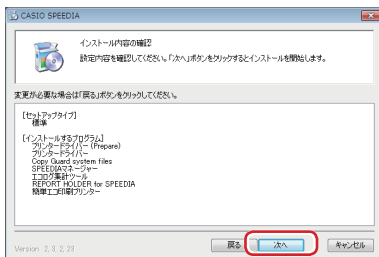 CASIO SPEEDIA
インストール内容の確認
設定内容を確認してください。「次へ」ボタンをクリックするとインストールを開始します。
変更が必要な場合は「戻る」ボタンをクリックしてください。
[セットアップタイプ]
標準
[インストールするプログラム]
プリンタードライバー (Prepare)
プリンタードライバー
Copy Guard system files
SPEEDIAマネージャー
エコログ集計ツール
REPORT HOLDER for SPEEDIA
簡単エコ印刷プリンター
Version 2, 3, 2, 23
戻る 次へ キャンセル